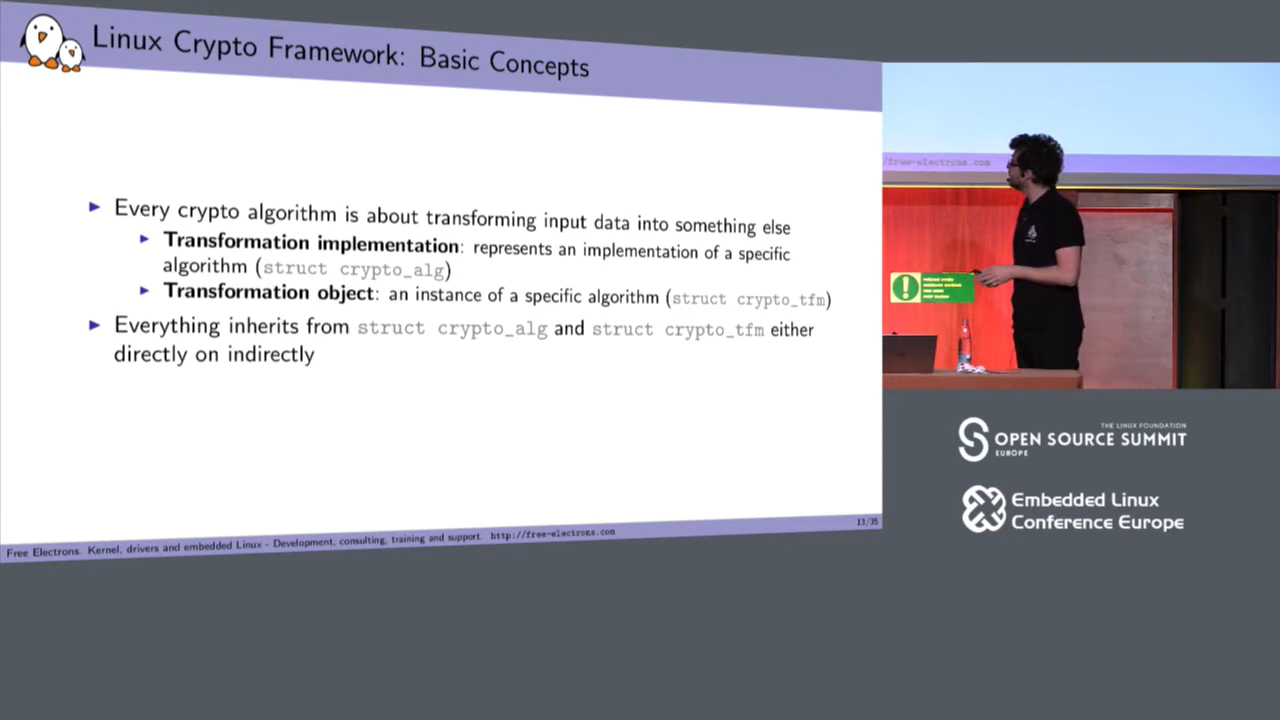 Linux Crypto Framework: Basic Concepts
Every crypto algorithm is about transforming input data into something else
Transformation implementation: represents an implementation of a specific
algorithm (struct crypto_alg)
Transformation object: an instance of a specific algorithm (struct crypto_tfm)
Everything inherits from struct crypto_alg and struct crypto_tfm either
directly on indirectly
Free Electrons. Kernel, drivers and embedded Linux - Development, consulting, training and support. http://free-electrons.com
13/35
/free-electrons.com
THE LINUX FOUNDATION
OPEN SOURCE SUMMIT
EUROPE
Embedded Linux
Conference Europe